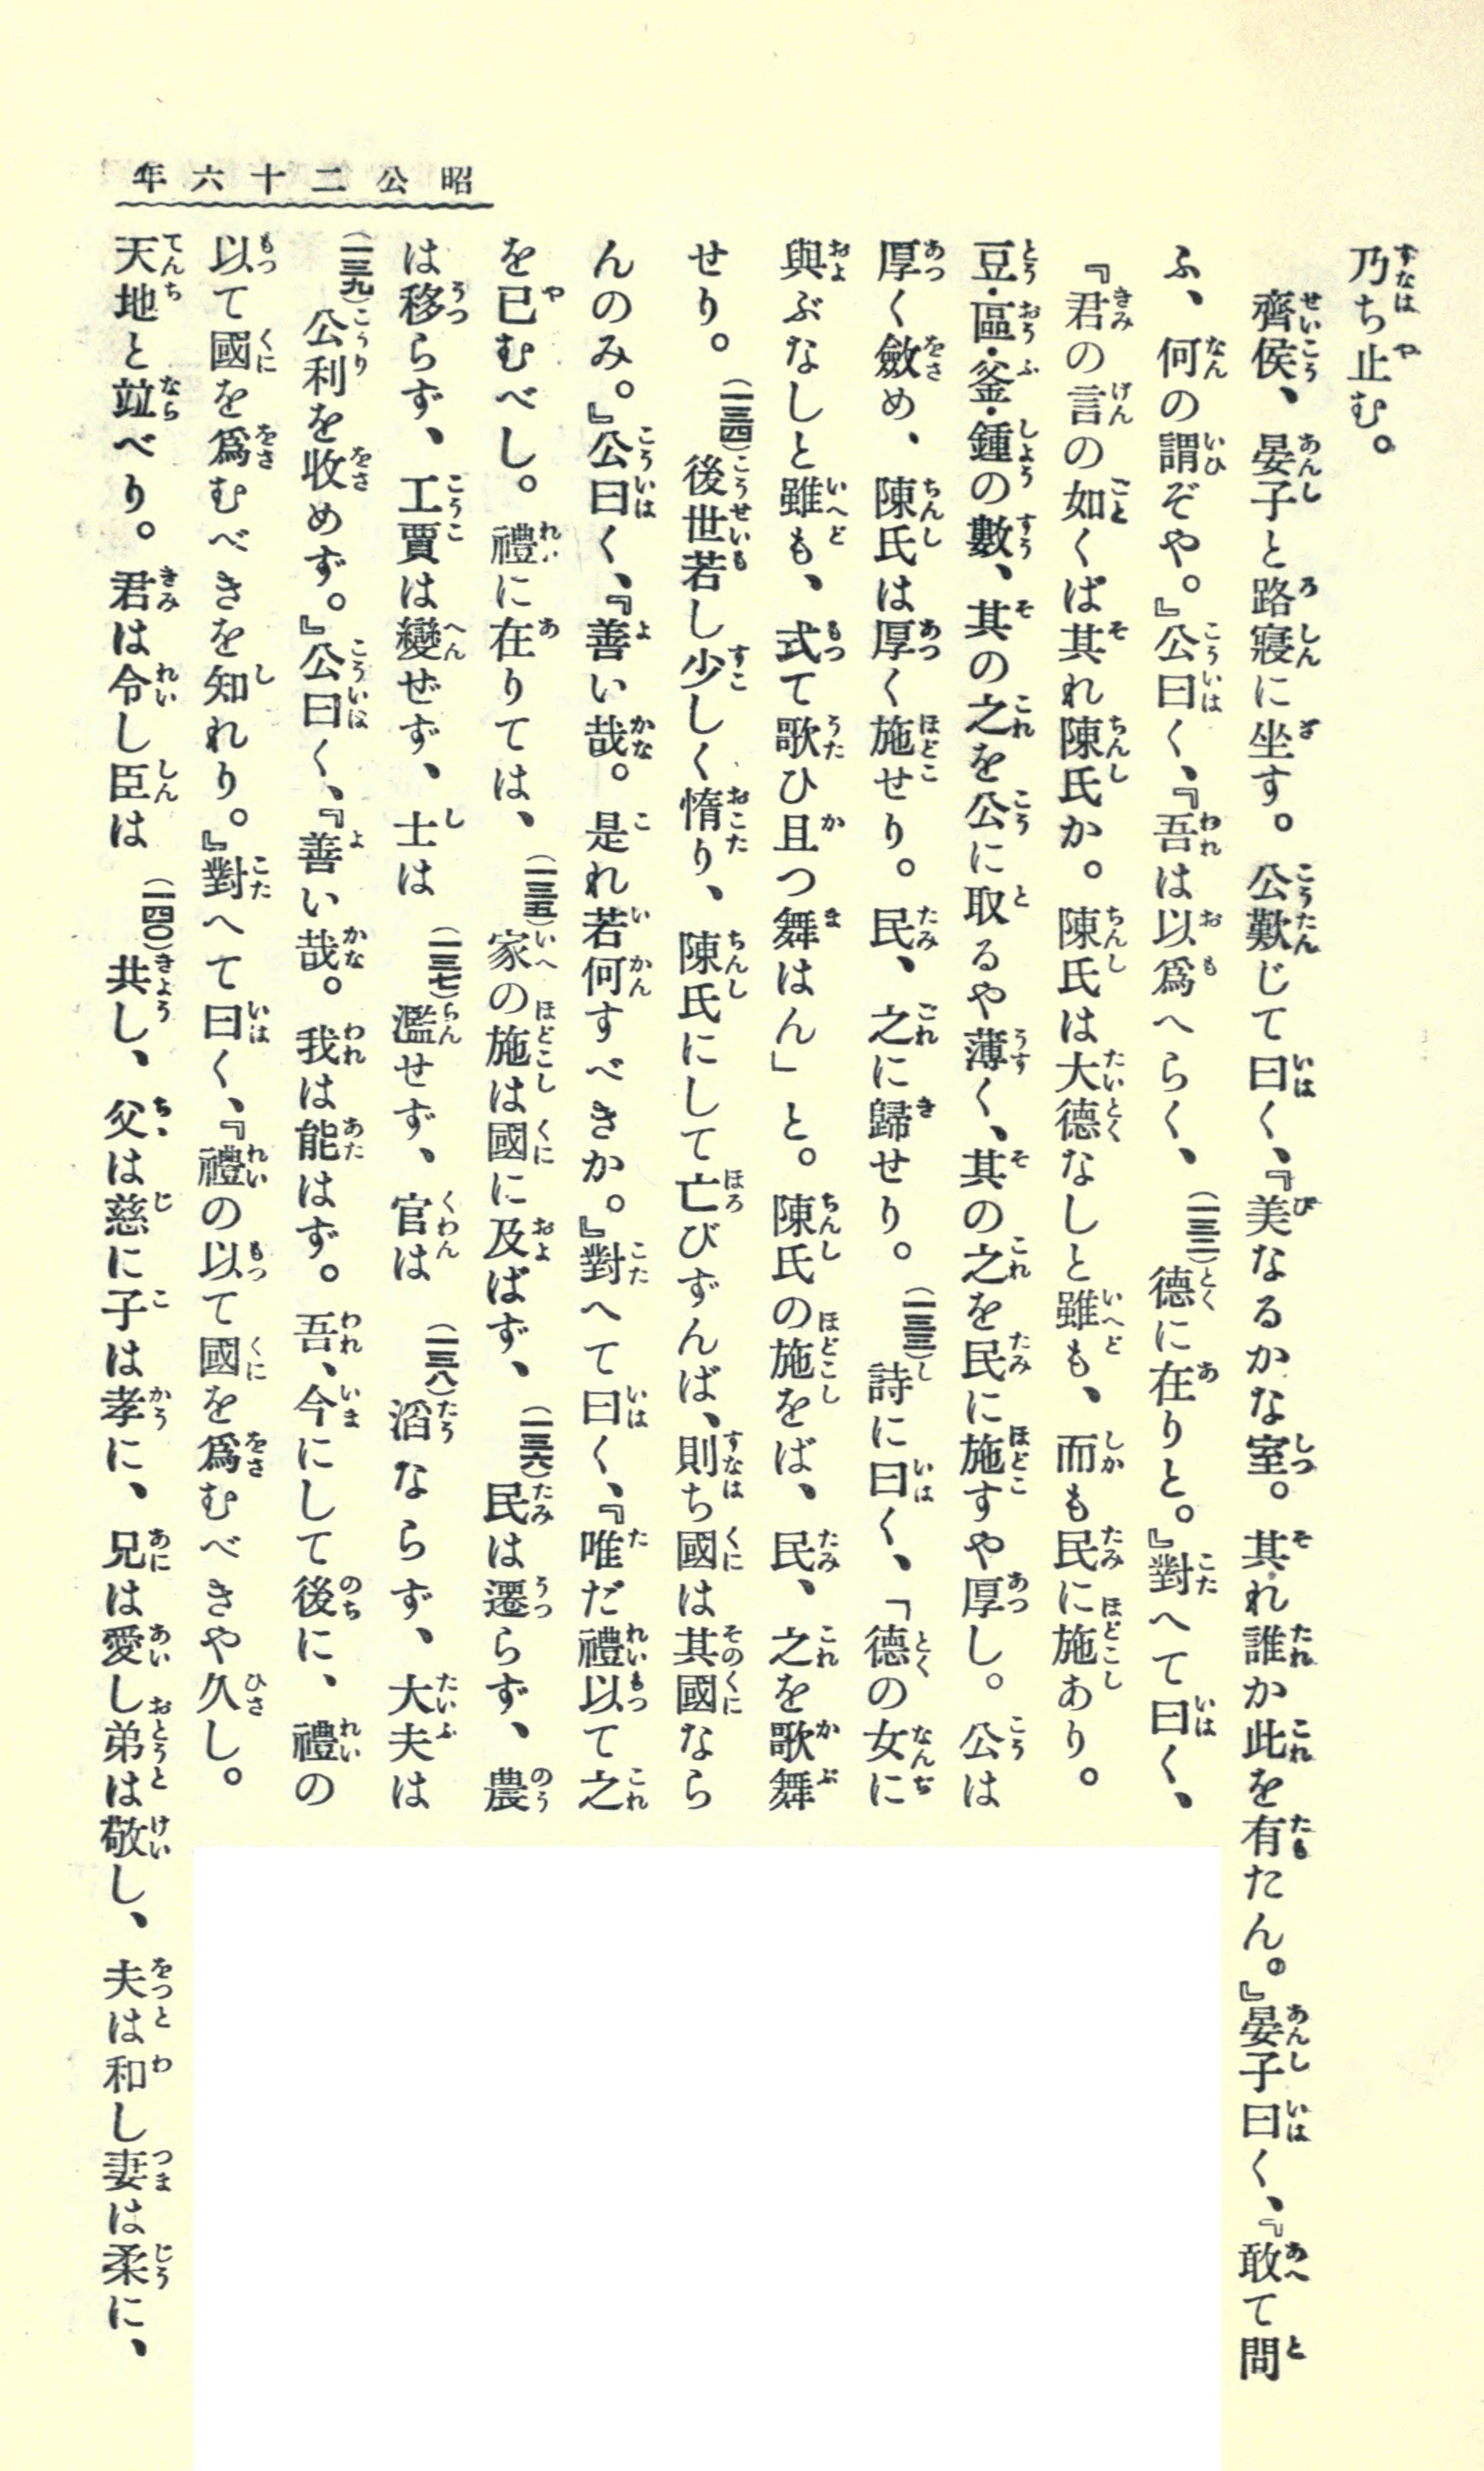 昭公二十六年
乃ち止む。
齊侯、晏子と路寢に坐す。公歎じて曰く、『美なるかな室。其れ誰か此を有たん。』晏子曰く、『敢て問
ふ、何の謂ぞや。』公曰く、『吾は以爲へらく、(一三二)德に在りと。』對へて曰く、
『君の言の如くば其れ陳氏か。陳氏は大德なしと雖も、而も民に施あり。
豆・區・釜・鍾の數、其の之を公に取るや薄く、其の之を民に施すや厚し。公は
厚く斂め、陳氏は厚く施せり。民、之に歸せり。(一三三)詩に曰く、「德の女に
與ぶなしと雖も、式て歌ひ且つ舞はん」と。陳氏の施をば、民、之を歌舞
せり。(一三四)後世若し少しく惰り、陳氏にして亡びずんば、則ち國は其國なら
んのみ。』公曰く、『善い哉。是れ若何すべきか。』對へて曰く、『唯だ禮以て之
を已むべし。禮に在りては、(一三五)家の施は國に及ばず、(一三六)民は遷らず、農
は移らず、工賈は變ぜず、士は(一三七)濫せず、官は(一三八)滔ならず、大夫は
(一三九)公利を收めず。』公曰く、『善い哉。我は能はず。吾、今にして後に、禮の
以て國を爲むべきを知れり。』對へて曰く、『禮の以て國を爲むべきや久し。
天地と竝べり。君は令し臣は(一四〇)共し、父は慈に子は孝に、兄は愛し弟は敬し、夫は和し妻は柔に、